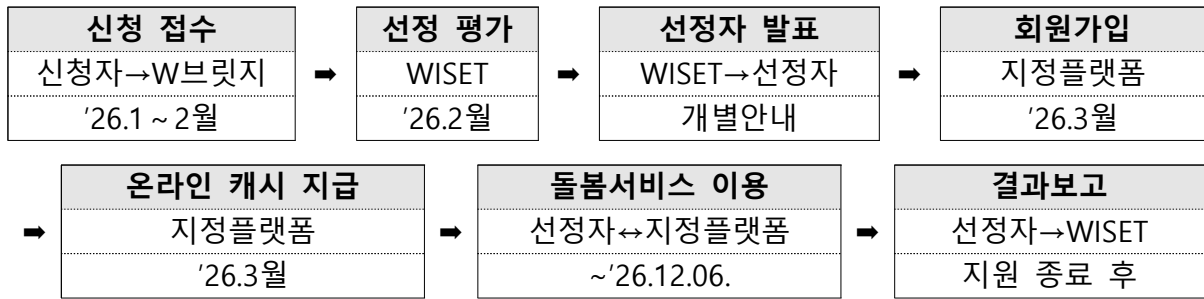 신청 접수
신청자→W브릿지
'26.1 ~ 2월
➡
선정 평가
WISET
'26.2월
➡
선정자 발표
WISET→선정자
개별안내
➡
회원가입
지정플랫폼
'26.3월
➡
온라인 캐시 지급
지정플랫폼
'26.3월
➡
돌봄서비스 이용
선정자↔지정플랫폼
~'26.12.06.
➡
결과보고
선정자→WISET
지원 종료 후